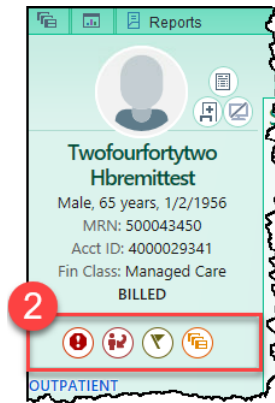 Reports
Twofourfortytwo
Hbremittest
Male, 65 years, 1/2/1956
MRN: 500043450
Acct ID: 4000029341
Fin Class: Managed Care
BILLED
2
OUTPATIENT